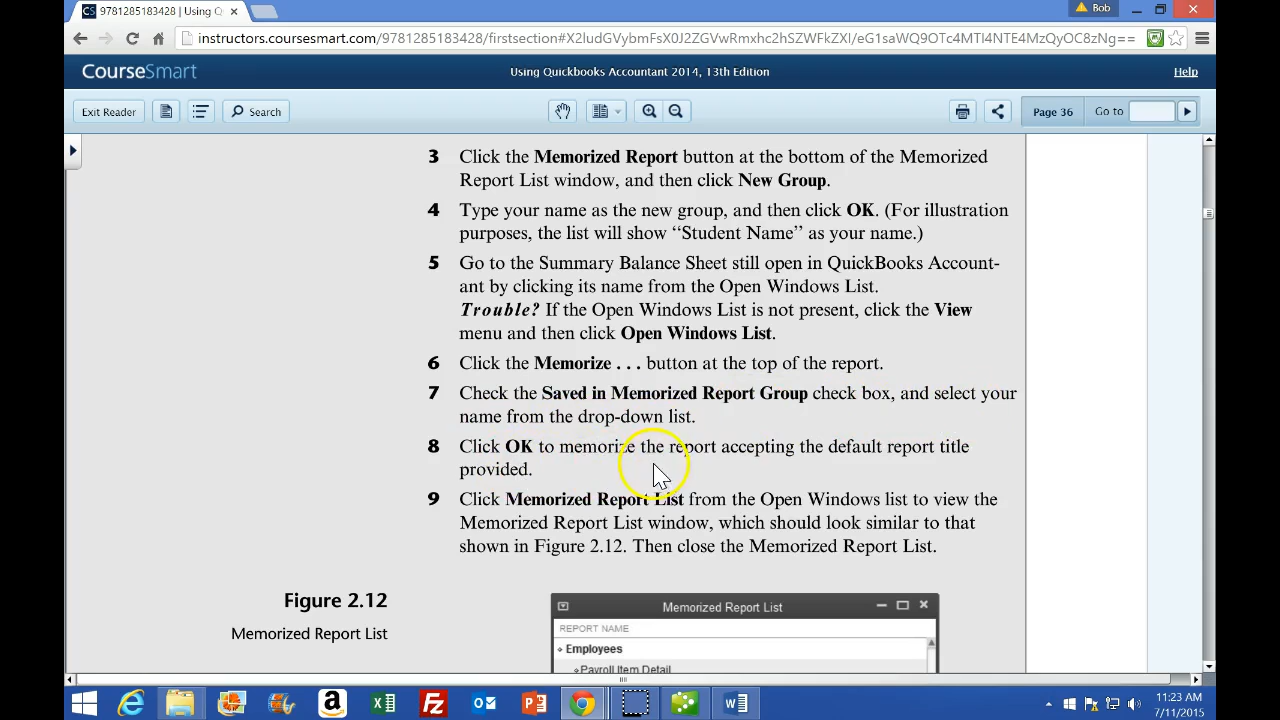 CS 9781285183428 | Using Q ×
Bob
instructors.coursesmart.com/9781285183428/firstsection#X2ludGVybmFsX0J2ZGVwRmxhc2hSZWFkZXI/eG1saWQ9OTc4MTI4NTE4MzQyOC8zNg==
CourseSmart
Using Quickbooks Accountant 2014, 13th Edition
Help
Exit Reader
Search
Page 36
Go to
3 Click the Memorized Report button at the bottom of the Memorized
Report List window, and then click New Group.
4 Type your name as the new group, and then click OK. (For illustration
purposes, the list will show “Student Name” as your name.)
5 Go to the Summary Balance Sheet still open in QuickBooks Account-
ant by clicking its name from the Open Windows List.
Trouble? If the Open Windows List is not present, click the View
menu and then click Open Windows List.
6 Click the Memorize . . . button at the top of the report.
7 Check the Saved in Memorized Report Group check box, and select your
name from the drop-down list.
8 Click OK to memorize the report accepting the default report title
provided.
9 Click Memorized Report List from the Open Windows list to view the
Memorized Report List window, which should look similar to that
shown in Figure 2.12. Then close the Memorized Report List.
Figure 2.12
Memorized Report List
Memorized Report List
REPORT NAME
Employees
Payroll Item Detail
11:23 AM
7/11/2015